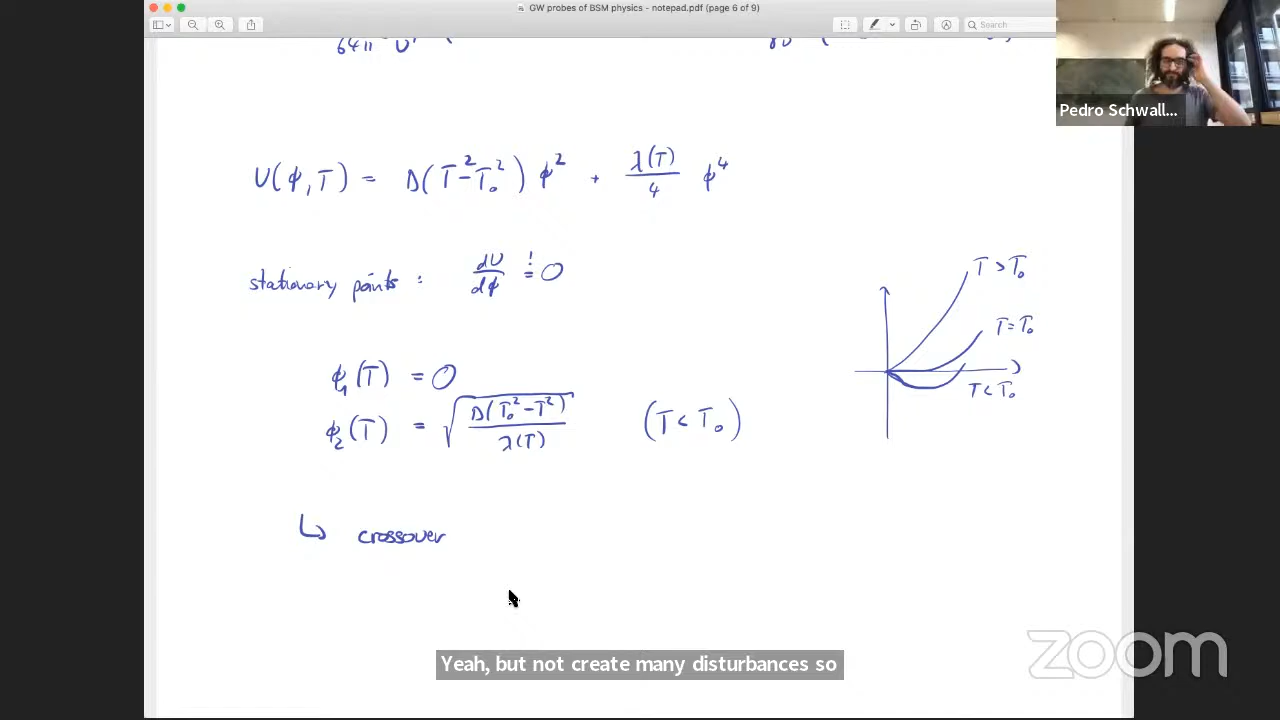 GW probes of BSM physics - notepad.pdf (page 6 of 9)
Search
Pedro Schwall...
U(φ,T) = D(T²-T₀²) φ² + λ(T)/4 φ⁴
stationary points : dU/dφ != 0
T > T₀
T = T₀
T < T₀
φ₁(T) = 0
φ₂(T) = √(D(T₀²-T²)/λ(T)) (T < T₀)
↳ crossover
Yeah, but not create many disturbances so
zoom